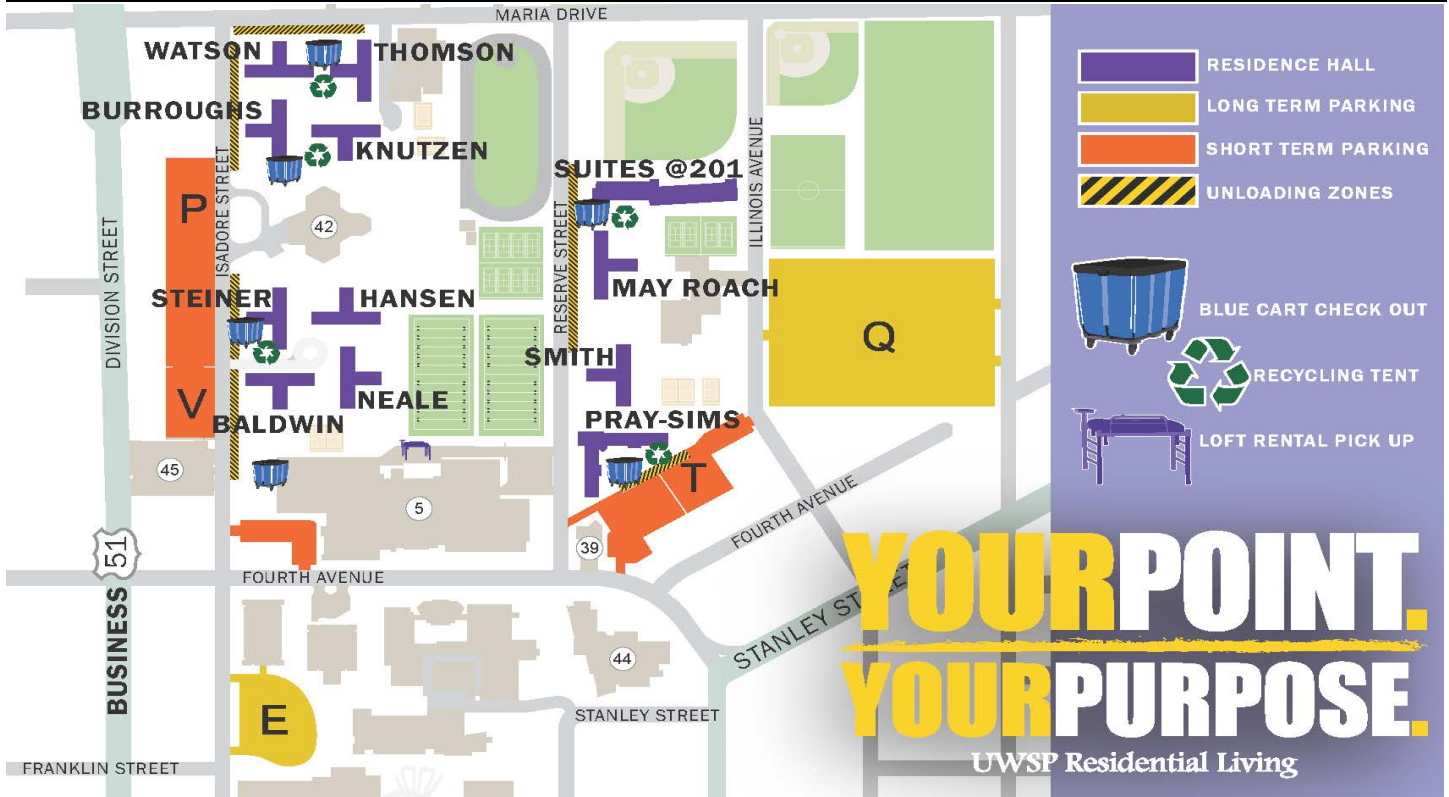 MARIA DRIVE
WATSON
THOMSON
BURROUGHS
KNUTZEN
SUITES @201
P
ISADORE STREET
42
DIVISION STREET
RESERVE STREET
ILLINOIS AVENUE
STEINER
HANSEN
MAY ROACH
Q
SMITH
V
NEALE
BALDWIN
PRAY-SIMS
45
T
5
39
FOURTH AVENUE
51
BUSINESS
FOURTH AVENUE
44
STANLEY STREET
E
STANLEY STREET
FRANKLIN STREET
RESIDENCE HALL
LONG TERM PARKING
SHORT TERM PARKING
UNLOADING ZONES
BLUE CART CHECK OUT
RECYCLING TENT
LOFT RENTAL PICK UP
YOURPOINT.
YOURPURPOSE.
UWSP Residential Living